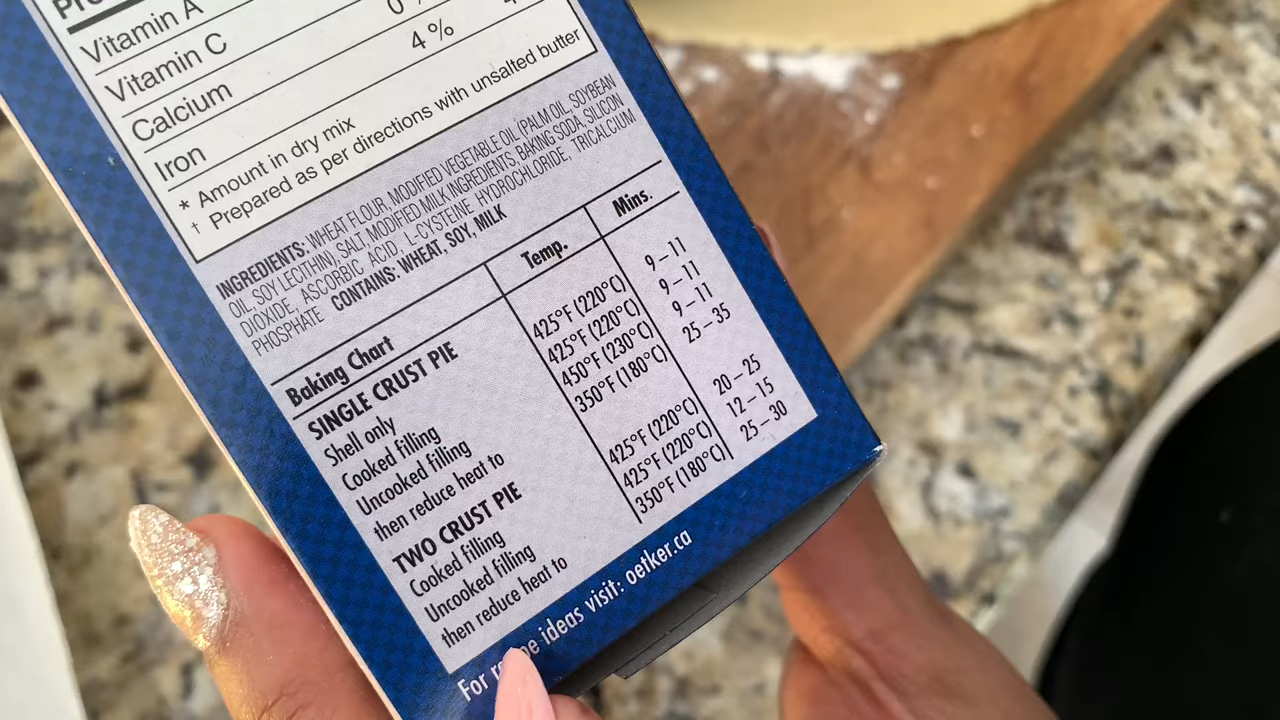 Vitamin A
Vitamin C 0
Calcium 4 %
Iron
* Amount in dry mix
† Prepared as per directions with unsalted butter
INGREDIENTS: WHEAT FLOUR, MODIFIED VEGETABLE OIL (PALM OIL, SOYBEAN
OIL, SOY LECITHIN), SALT, MODIFIED MILK INGREDIENTS, BAKING SODA, SILICON
DIOXIDE, ASCORBIC ACID, L-CYSTEINE HYDROCHLORIDE, TRICALCIUM
PHOSPHATE CONTAINS: WHEAT, SOY, MILK
Baking Chart Temp. Mins.
SINGLE CRUST PIE
Shell only 425°F (220°C) 9 – 11
Cooked filling 425°F (220°C) 9 – 11
Uncooked filling 450°F (230°C) 9 – 11
then reduce heat to 350°F (180°C) 25 – 35
TWO CRUST PIE
Cooked filling 425°F (220°C) 20 – 25
Uncooked filling 425°F (220°C) 12 – 15
then reduce heat to 350°F (180°C) 25 – 30
For recipe ideas visit: oetker.ca